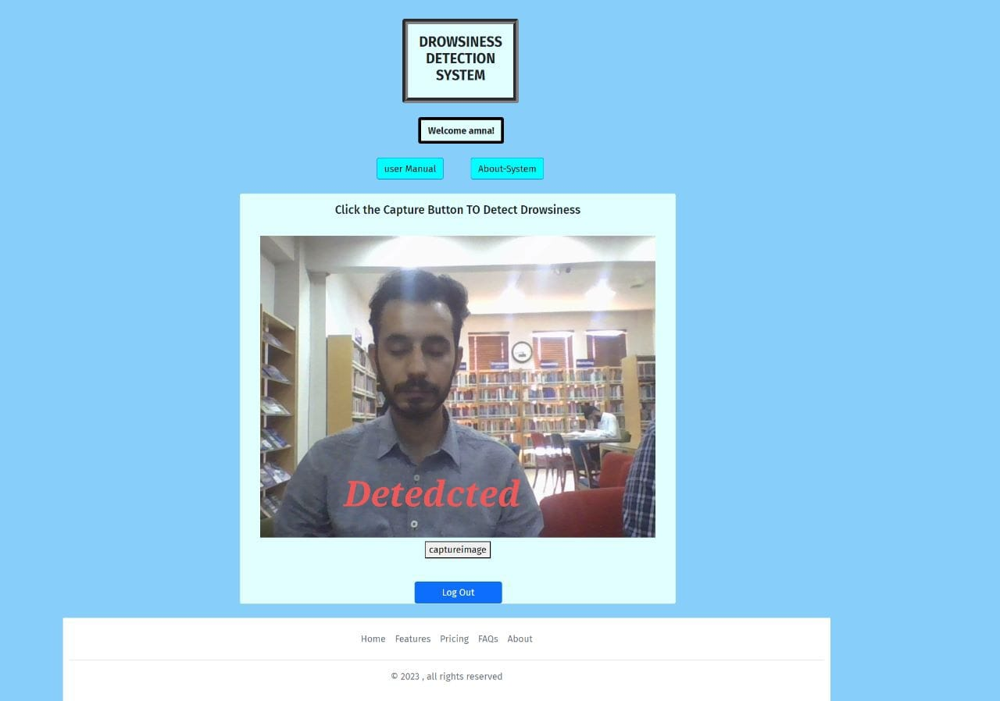 DROWSINESS
DETECTION
SYSTEM
Welcome amna!
user Manual About-System
Click the Capture Button TO Detect Drowsiness
Detedcted
captureimage
Log Out
Home Features Pricing FAQs About
© 2023 , all rights reserved